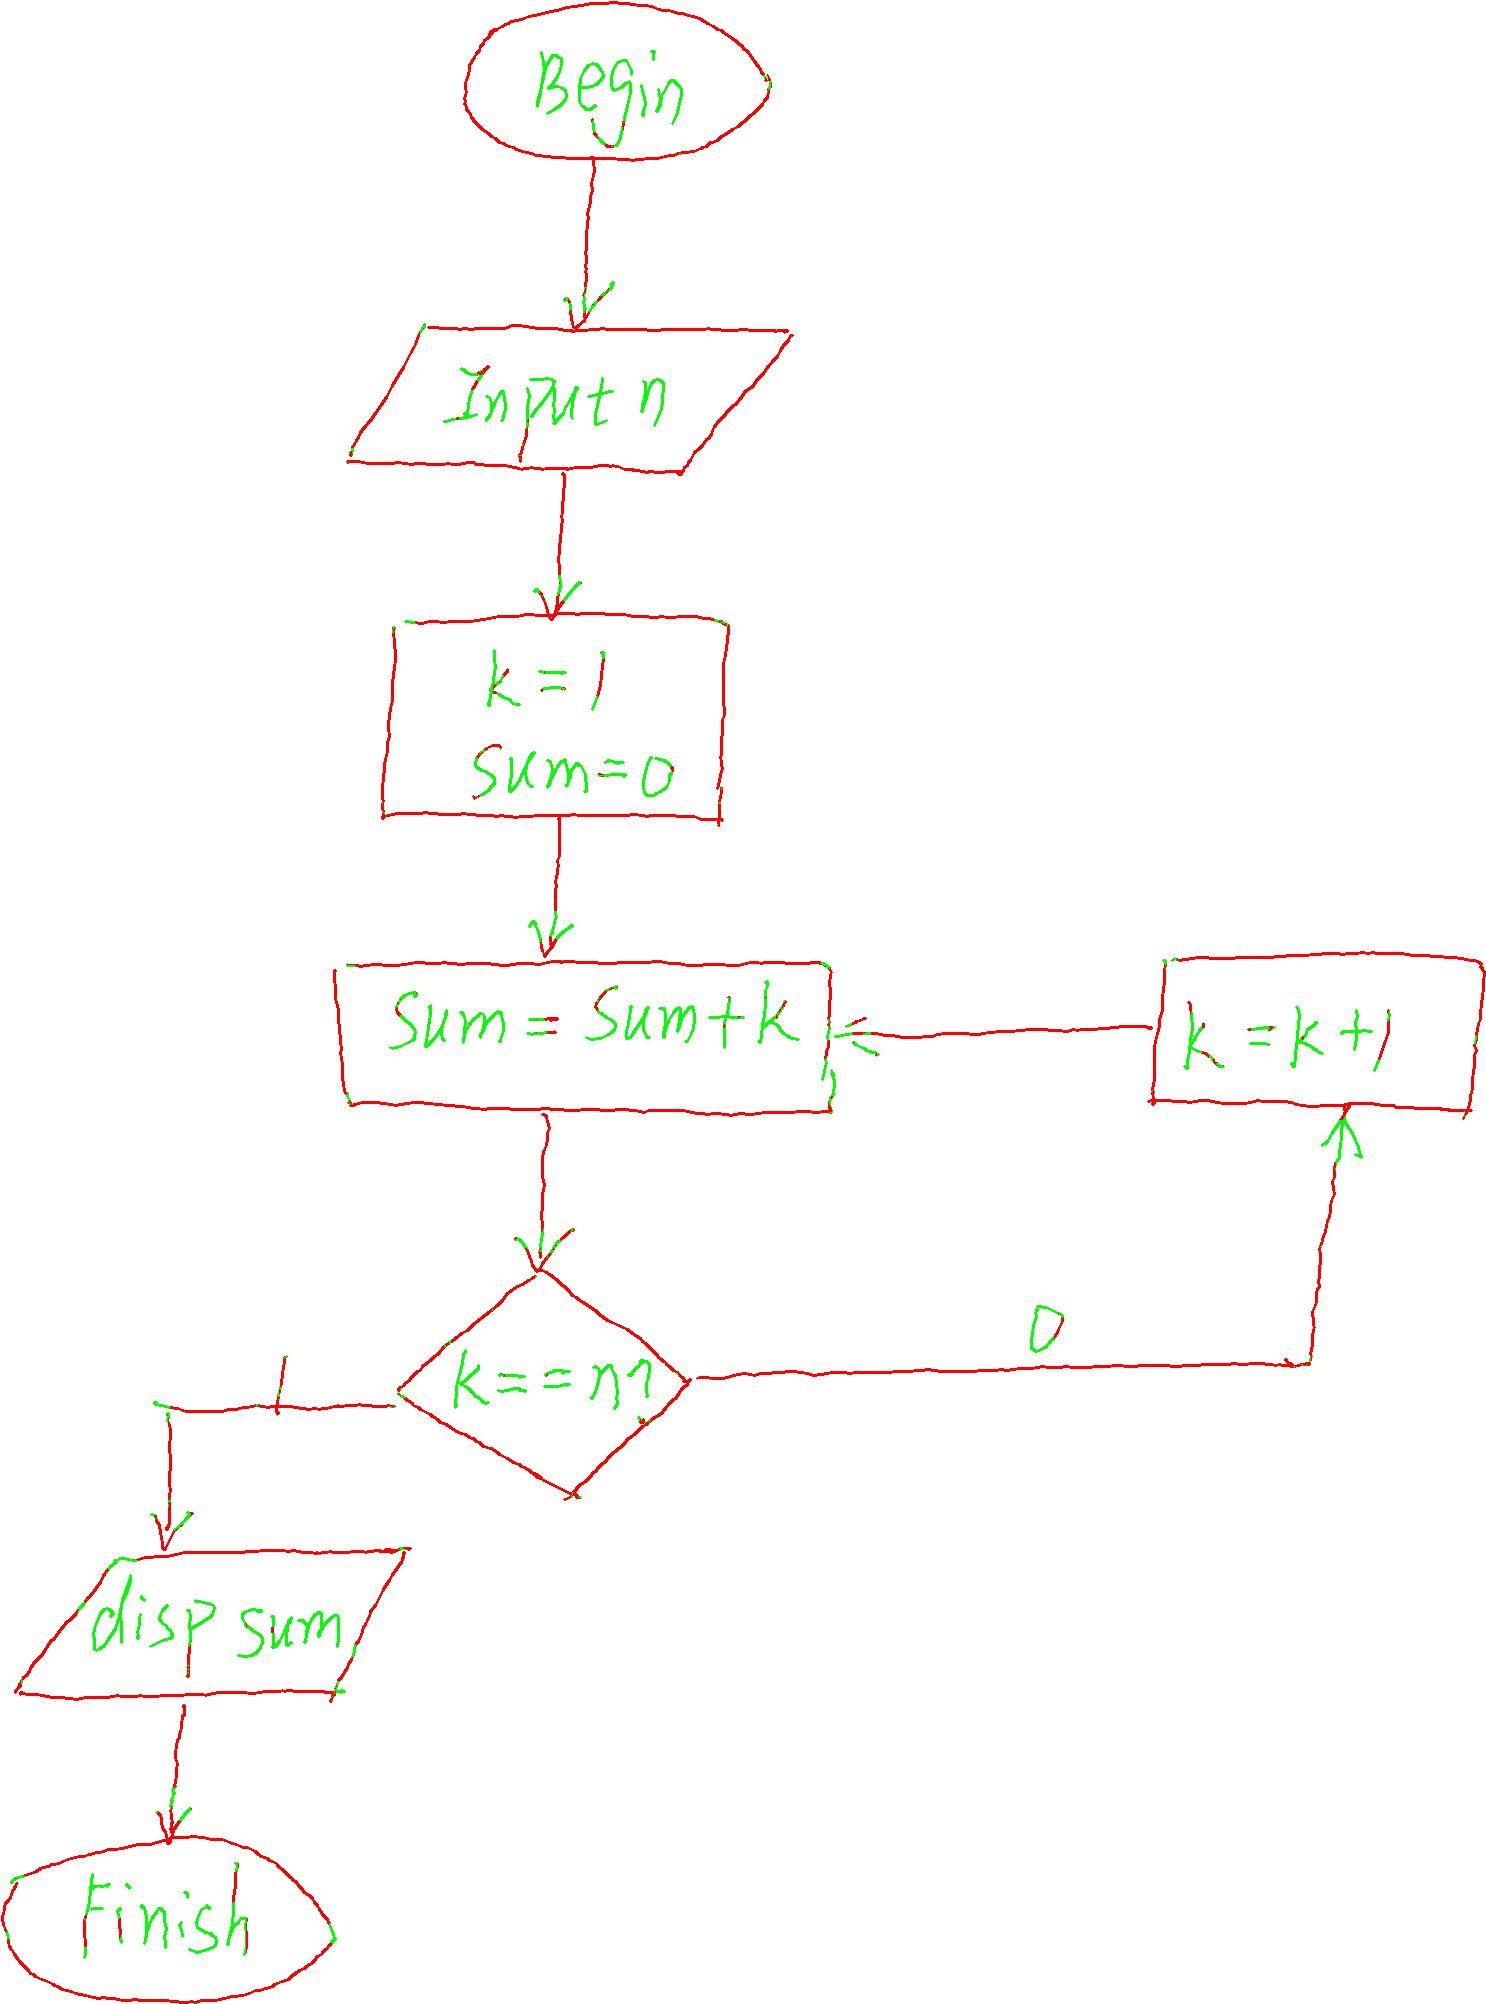 Begin
Input n
k = 1
Sum = 0
Sum = Sum + k
k = k + 1
k = = n?
1
0
disp sum
Finish